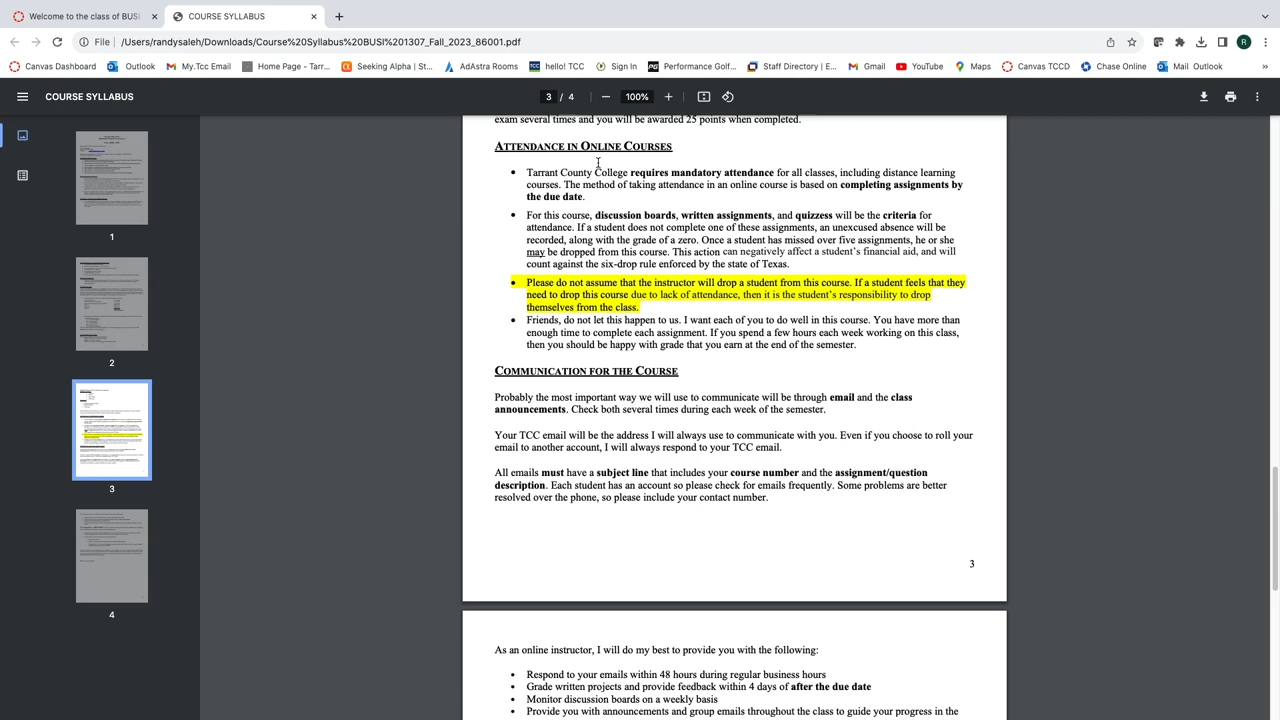 Welcome to the class of BUSI
COURSE SYLLABUS
File
/Users/randysaleh/Downloads/Course%20Syllabus%20BUSI%201307_Fall_2023_86001.pdf
R
Canvas Dashboard
Outlook
My.Tcc Email
Home Page - Tarr...
Seeking Alpha | St...
AdAstra Rooms
hello! TCC
Sign In
Performance Golf...
Staff Directory | E...
Gmail
YouTube
Maps
Canvas TCCD
Chase Online
Mail Outlook
»
COURSE SYLLABUS
3 / 4
100%
1
2
3
4
exam several times and you will be awarded 25 points when completed.
ATTENDANCE IN ONLINE COURSES
• Tarrant County College requires mandatory attendance for all classes, including distance learning
courses. The method of taking attendance in an online course is based on completing assignments by
the due date.
• For this course, discussion boards, written assignments, and quizzess will be the criteria for
attendance. If a student does not complete one of these assignments, an unexcused absence will be
recorded, along with the grade of a zero. Once a student has missed over five assignments, he or she
may be dropped from this course. This action can negatively affect a student's financial aid, and will
count against the six-drop rule enforced by the state of Texas.
• Please do not assume that the instructor will drop a student from this course. If a student feels that they
need to drop this course due to lack of attendance, then it is the student's responsibility to drop
themselves from the class.
• Friends, do not let this happen to us. I want each of you to do well in this course. You have more than
enough time to complete each assignment. If you spend a few hours each week working on this class,
then you should be happy with grade that you earn at the end of the semester.
COMMUNICATION FOR THE COURSE
Probably the most important way we will use to communicate will be through email and the class
announcements. Check both several times during each week of the semester.
Your TCC email will be the address I will always use to communicate with you. Even if you choose to roll your
email to another account, I will always respond to your TCC email.
All emails must have a subject line that includes your course number and the assignment/question
description. Each student has an account so please check for emails frequently. Some problems are better
resolved over the phone, so please include your contact number.
3
As an online instructor, I will do my best to provide you with the following:
• Respond to your emails within 48 hours during regular business hours
• Grade written projects and provide feedback within 4 days of after the due date
• Monitor discussion boards on a weekly basis
• Provide you with announcements and group emails throughout the class to guide your progress in the